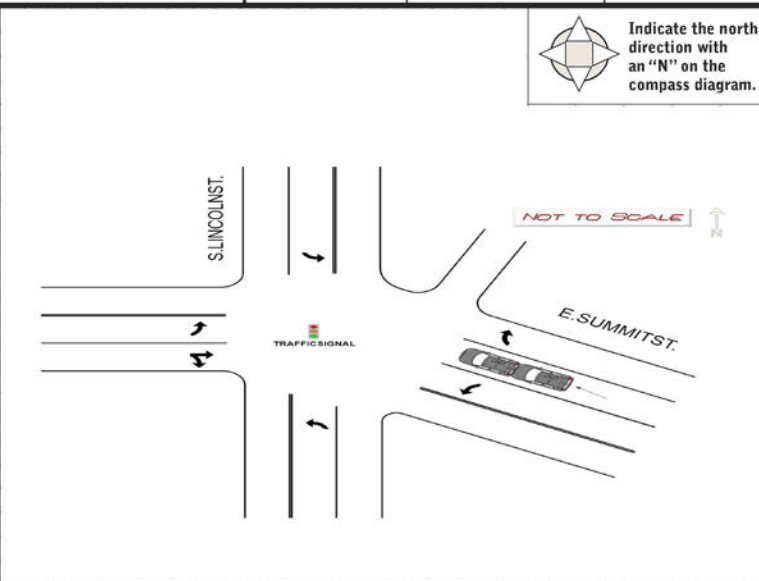 Indicate the north
direction with
an “N” on the
compass diagram.
S.LINCOLNST.
NOT TO SCALE
N
E.SUMMITST.
TRAFFICSIGNAL